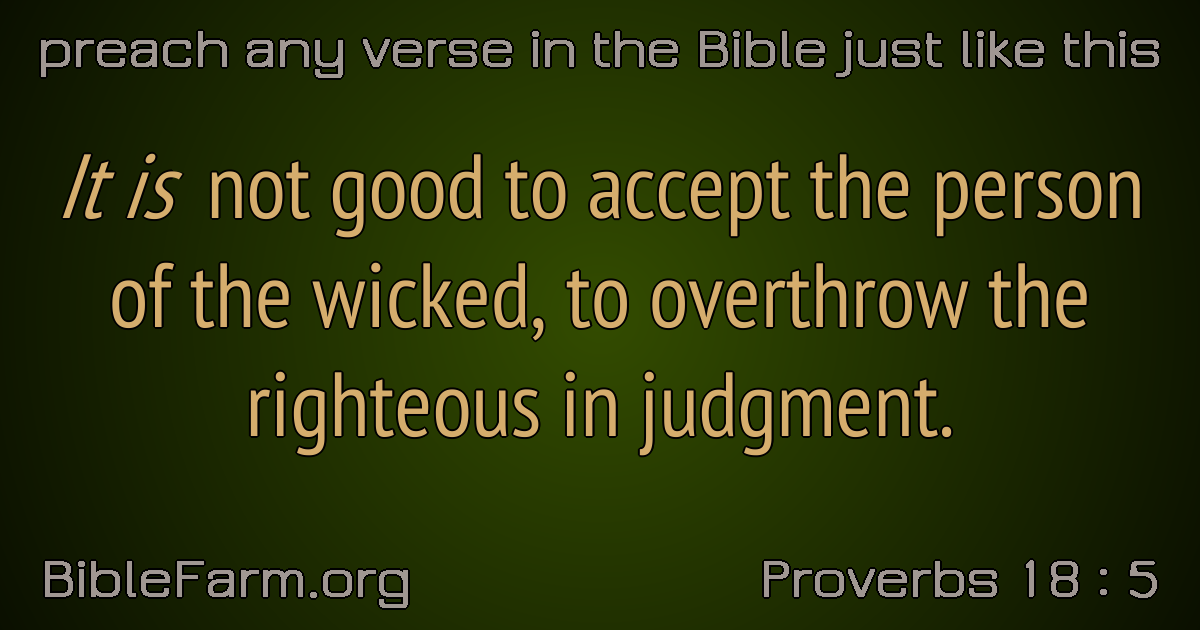 preach any verse in the Bible just like this
It is not good to accept the person
of the wicked, to overthrow the
righteous in judgment.
BibleFarm.org
Proverbs 18 : 5